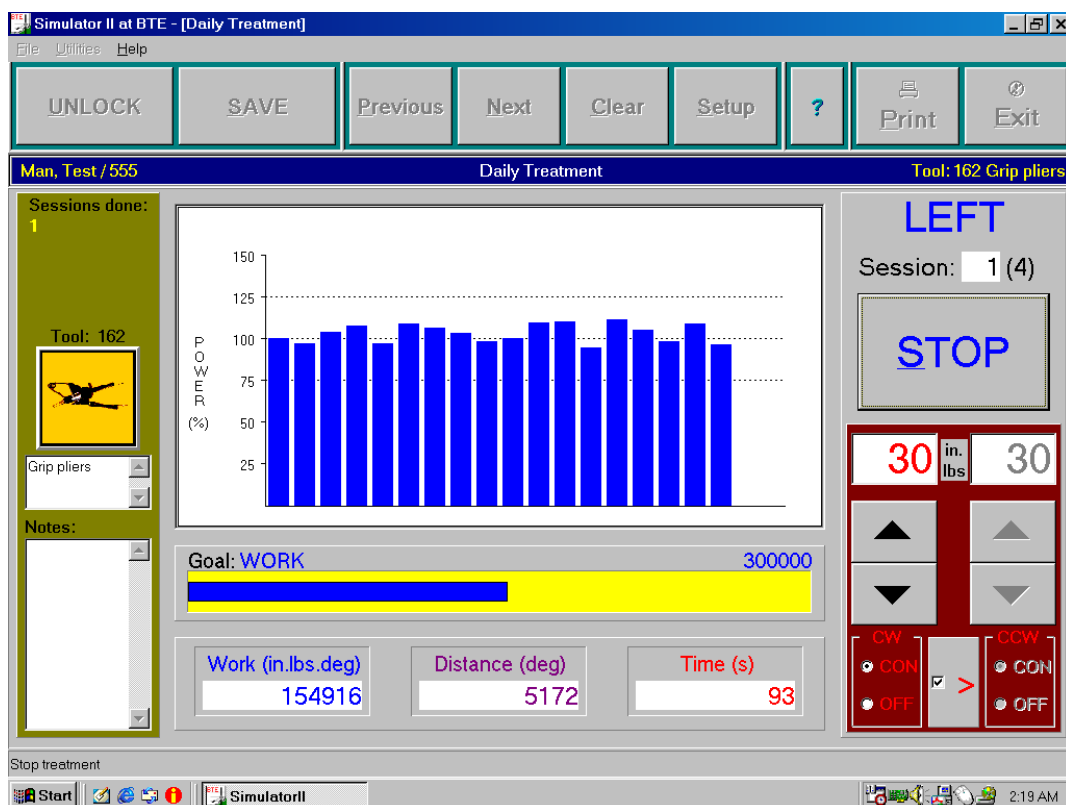 Simulator II at BTE - [Daily Treatment]
File Utilities Help
UNLOCK SAVE Previous Next Clear Setup ? Print Exit
Man, Test / 555 Daily Treatment Tool: 162 Grip pliers
Sessions done:
1
Tool: 162
Grip pliers
Notes:
150
125
100
75
50
25
POWER
(%)
Goal: WORK 300000
Work (in.lbs.deg) Distance (deg) Time (s)
154916 5172 93
LEFT
Session: 1 (4)
STOP
30 in. lbs 30
CW CCW
CON > CON
OFF OFF
Stop treatment
Start SimulatorII 2:19 AM